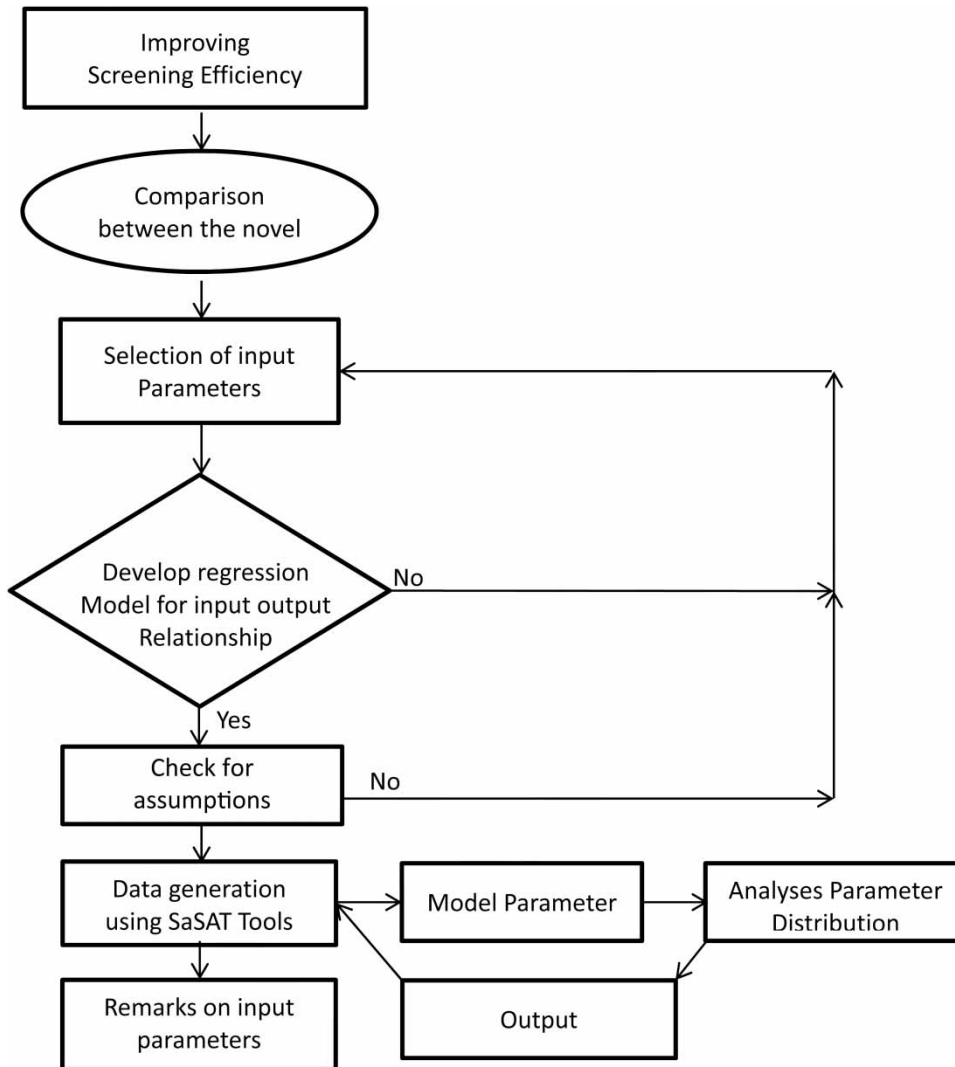 Improving
Screening Efficiency
Comparison
between the novel
Selection of input
Parameters
Develop regression
Model for input output
Relationship
No
Yes
Check for
assumptions
No
Data generation
using SaSAT Tools
Model Parameter
Analyses Parameter
Distribution
Remarks on input
parameters
Output